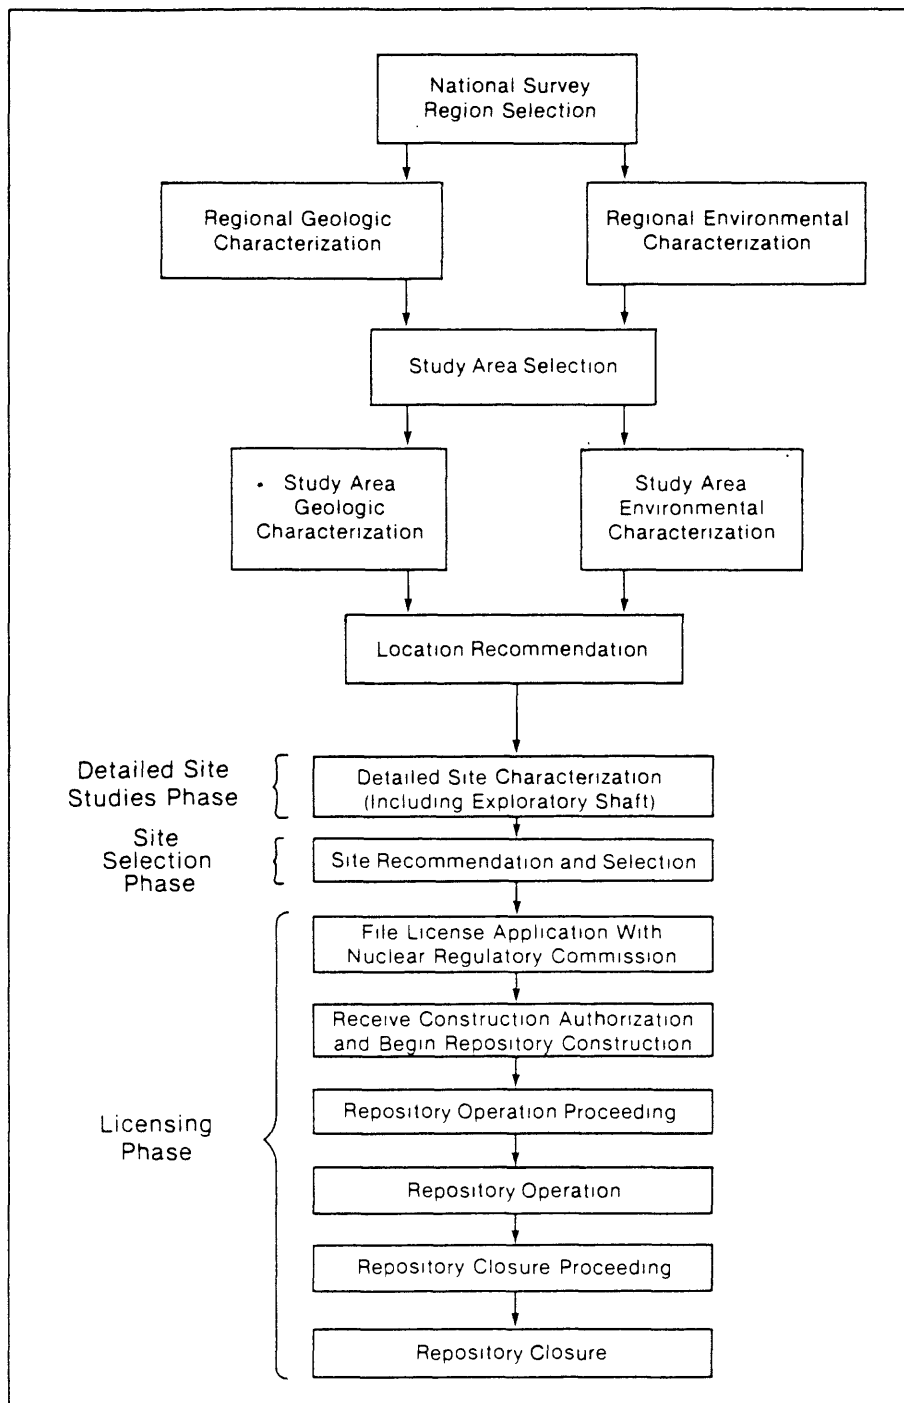 National Survey
Region Selection
Regional Geologic
Characterization
Regional Environmental
Characterization
Study Area Selection
Study Area
Geologic
Characterization
Study Area
Environmental
Characterization
Location Recommendation
Detailed Site
Studies Phase
Detailed Site Characterization
(Including Exploratory Shaft)
Site
Selection
Phase
Site Recommendation and Selection
File License Application With
Nuclear Regulatory Commission
Receive Construction Authorization
and Begin Repository Construction
Repository Operation Proceeding
Licensing
Phase
Repository Operation
Repository Closure Proceeding
Repository Closure